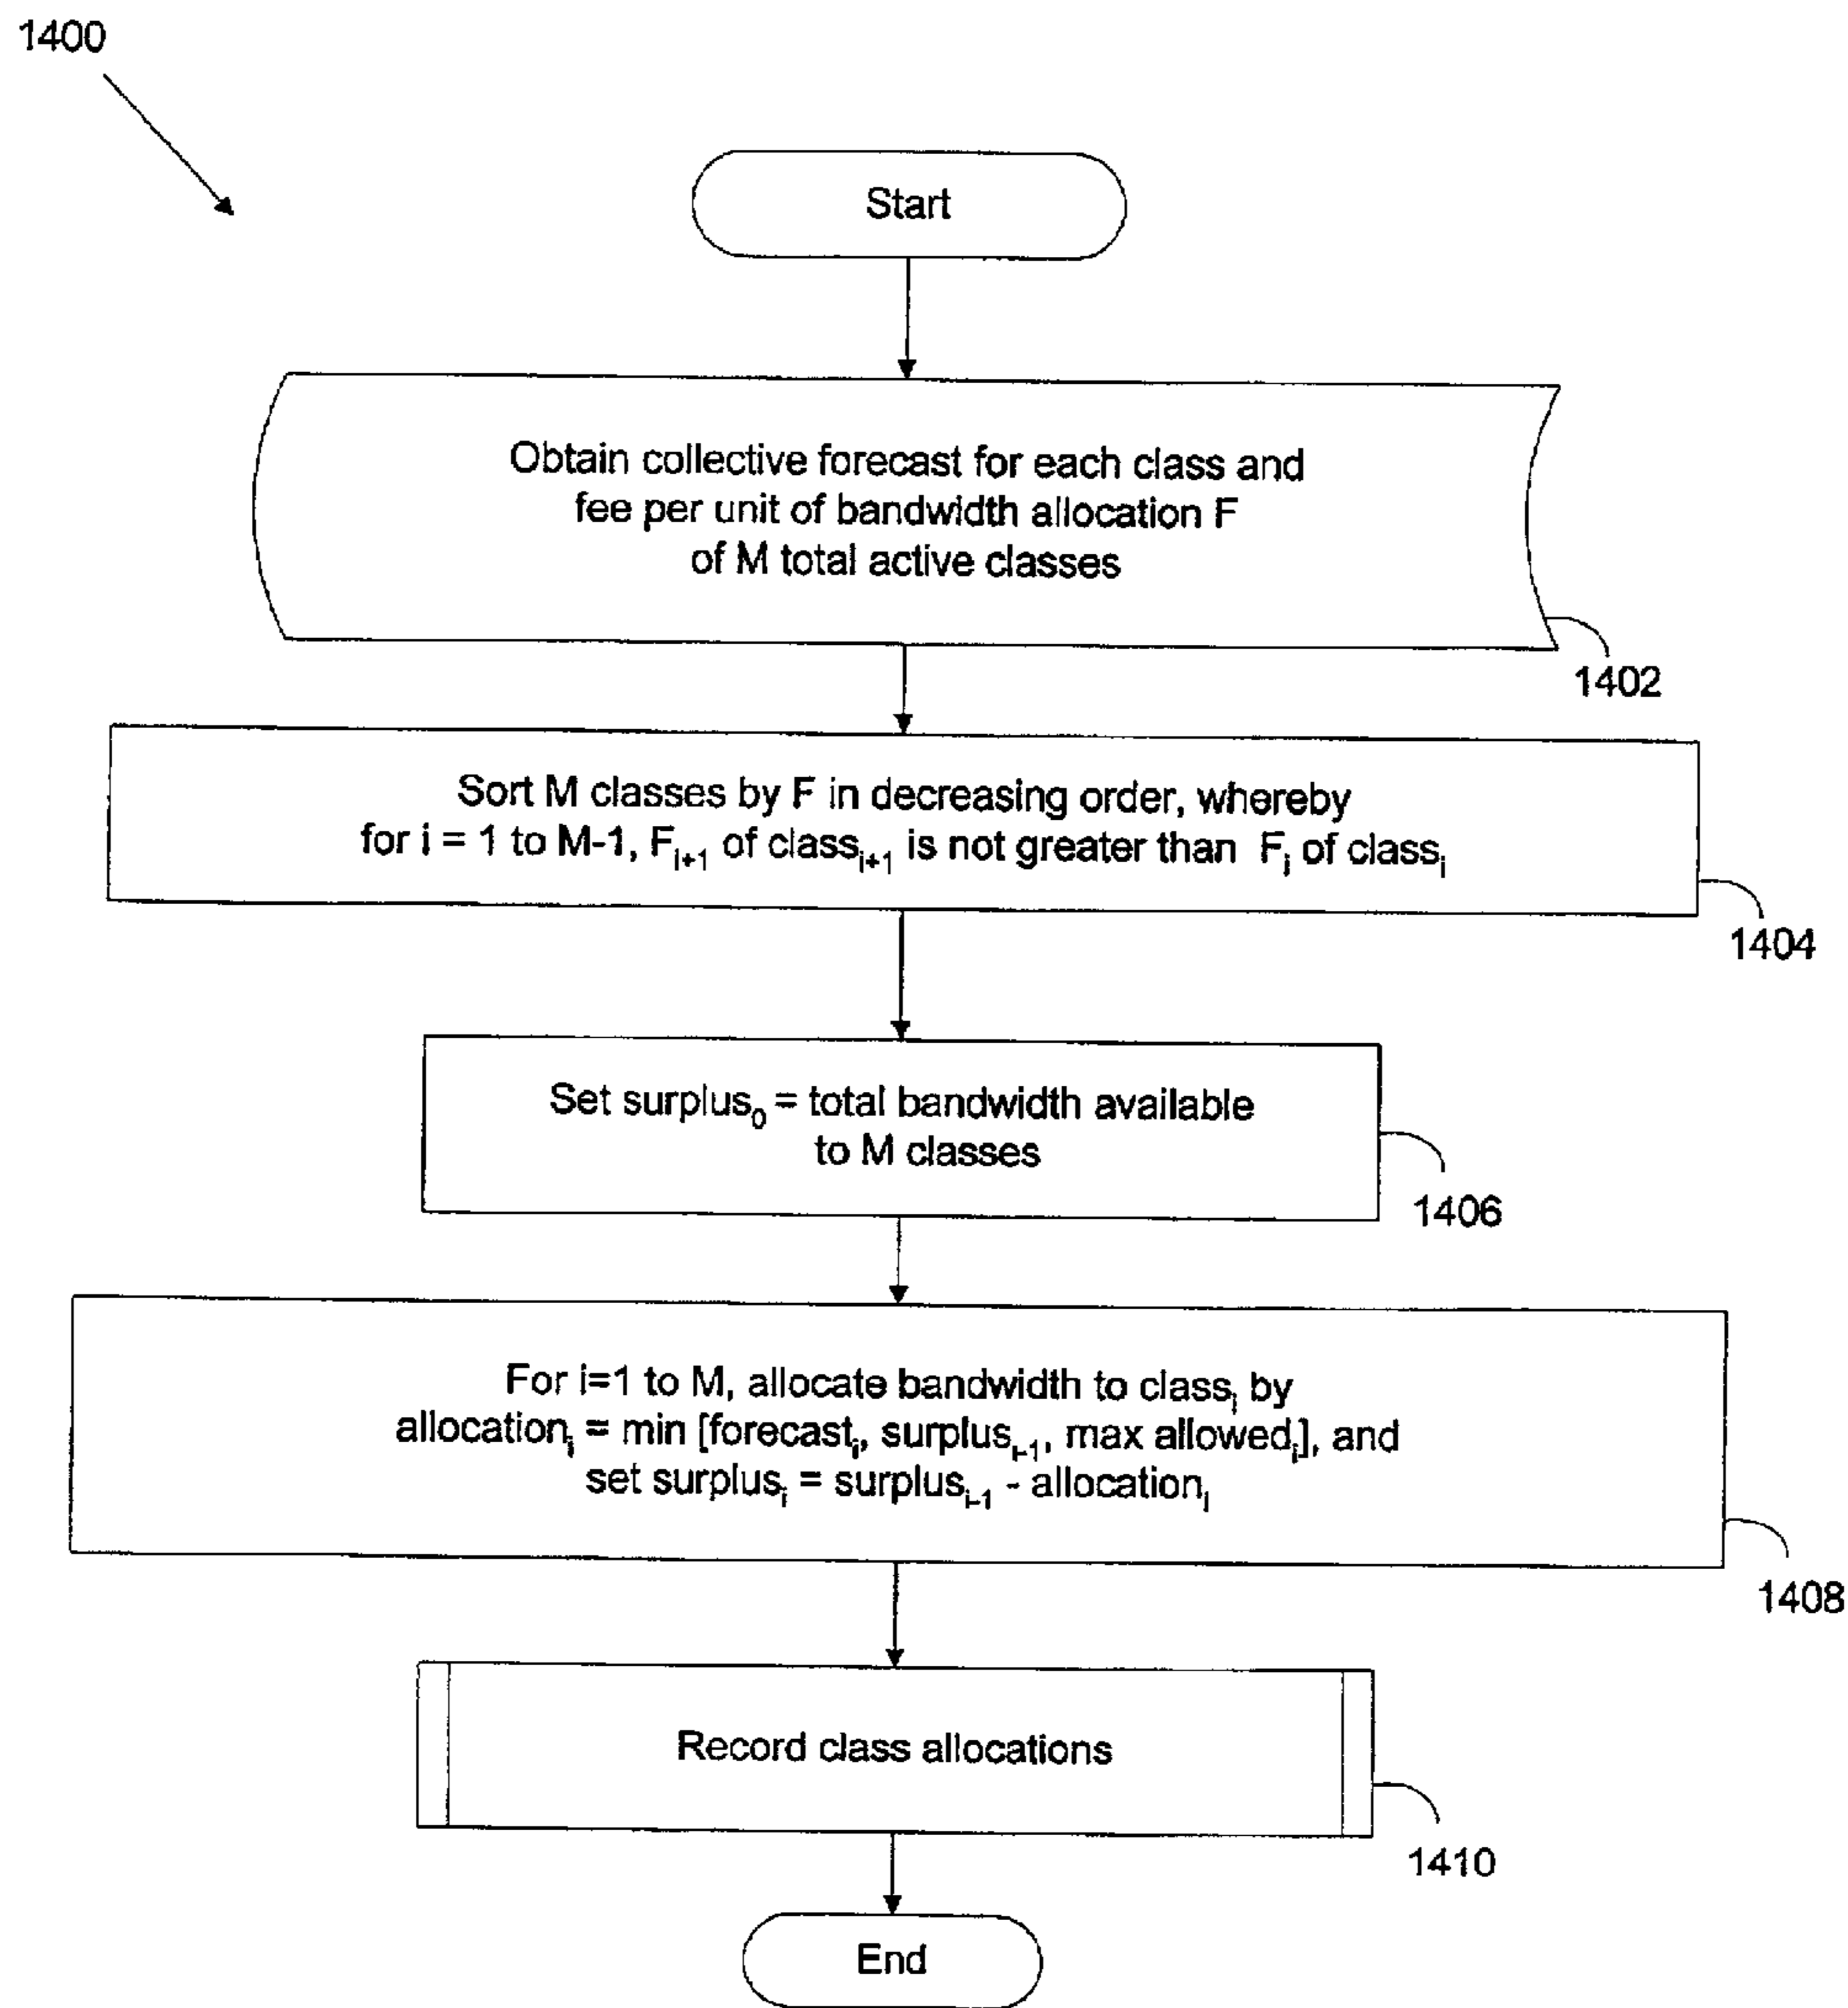 1400
Start
Obtain collective forecast for each class and
fee per unit of bandwidth allocation F
of M total active classes
1402
Sort M classes by F in decreasing order, whereby
for i = 1 to M-1, Fᵢ₊₁ of classᵢ₊₁ is not greater than Fᵢ of classᵢ
1404
Set surplus₀ = total bandwidth available
to M classes
1406
For i=1 to M, allocate bandwidth to classᵢ by
allocationᵢ = min [forecastᵢ, surplusᵢ₋₁, max allowedᵢ], and
set surplusᵢ = surplusᵢ₋₁ - allocationᵢ
1408
Record class allocations
1410
End